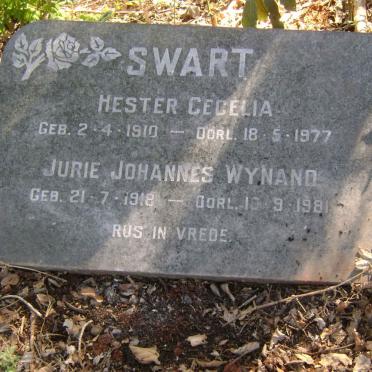 SWART
HESTER CECELIA
GEB. 2-4-1910 — OORL. 18-5-1977
JURIE JOHANNES WYNAND
GEB. 21-7-1918 — OORL. 9-1981
RUS IN VREDE.